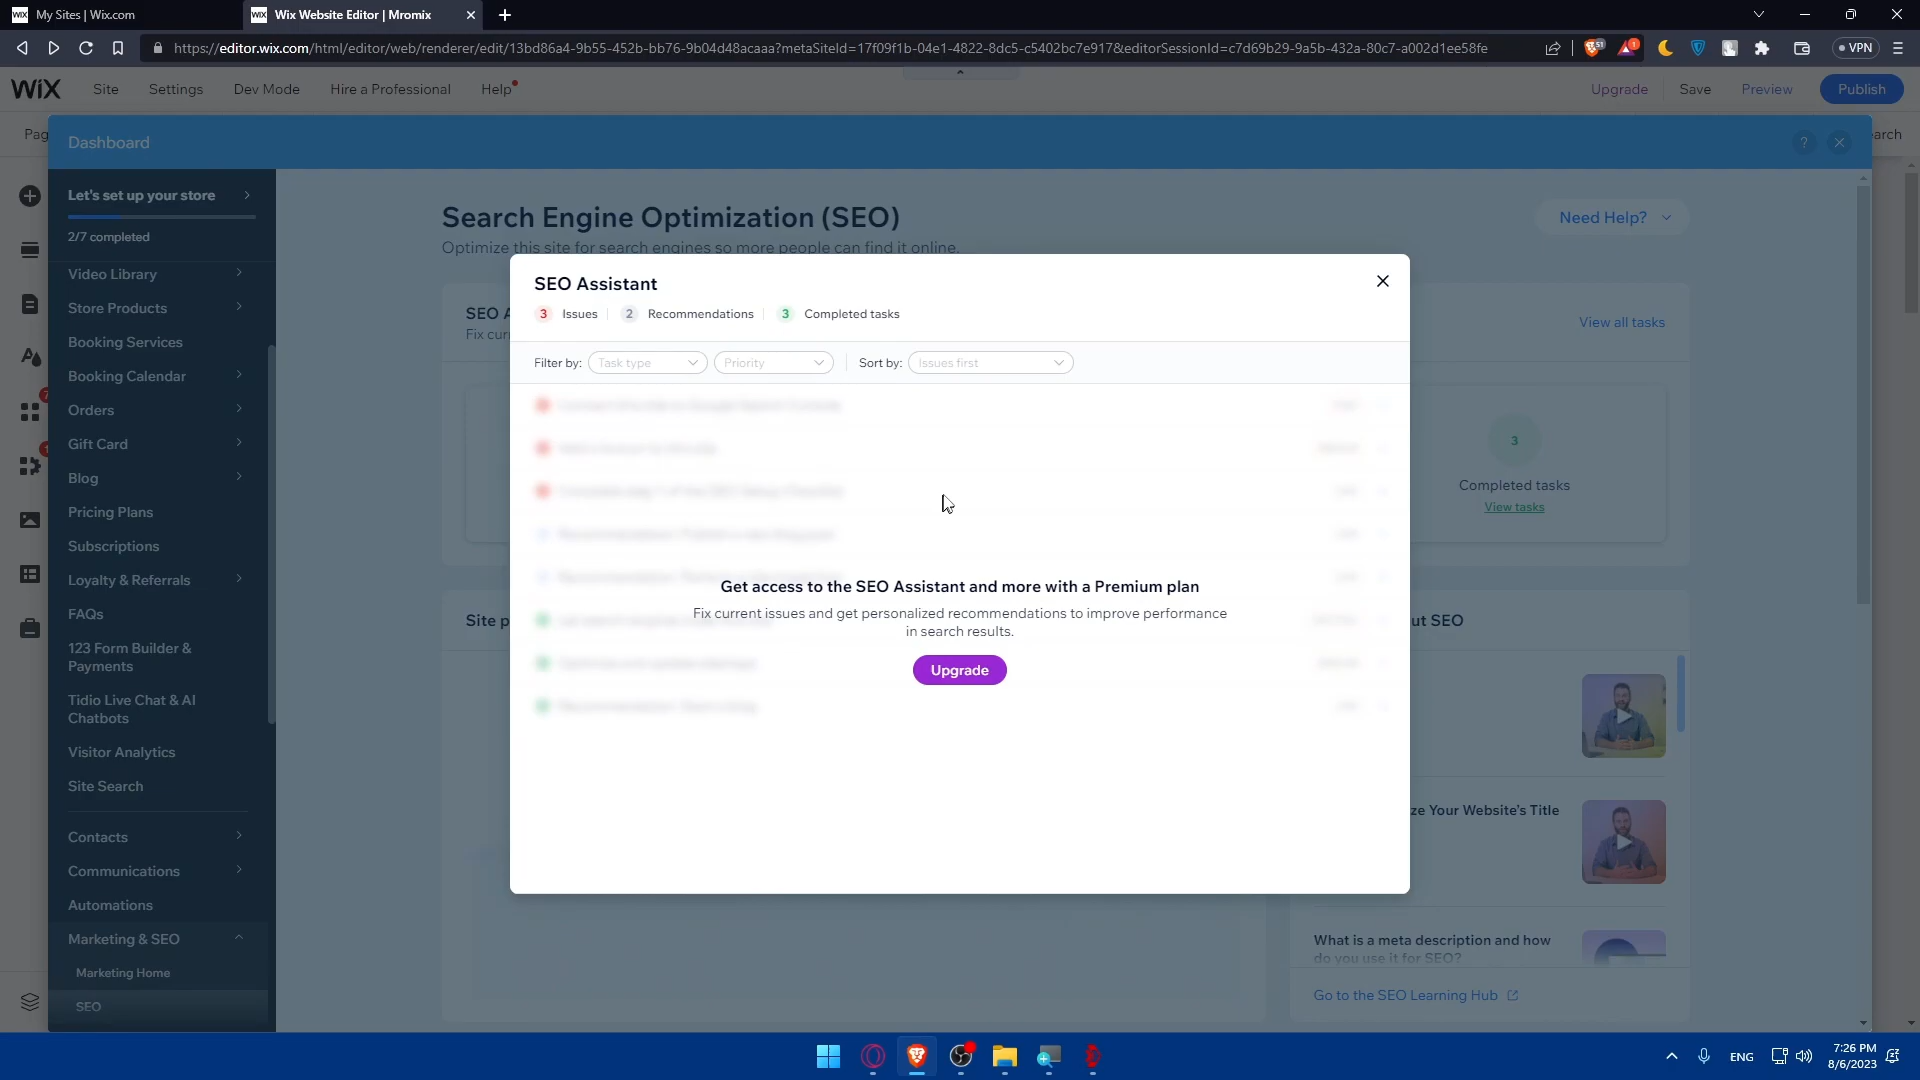 My Sites | Wix.com
Wix Website Editor | Mromix
https://editor.wix.com/html/editor/web/renderer/edit/13bd86a4-9b55-452b-bb76-9b04d48acaaa?metaSiteId=17f09f1b-04e1-4822-8dc5-c5402bc7e917&editorSessionId=c7d69b29-9a5b-432a-80c7-a002d1ee58fe
51
1
VPN
WIX
Site
Settings
Dev Mode
Hire a Professional
Help
Upgrade
Save
Preview
Publish
Pag
earch
Dashboard
?
Let's set up your store
2/7 completed
Video Library
Store Products
Booking Services
Booking Calendar
Orders
Gift Card
Blog
Pricing Plans
Subscriptions
Loyalty & Referrals
FAQs
123 Form Builder &
Payments
Tidio Live Chat & AI
Chatbots
Visitor Analytics
Site Search
Contacts
Communications
Automations
Marketing & SEO
Marketing Home
SEO
Search Engine Optimization (SEO)
Optimize this site for search engines so more people can find it online.
Need Help?
SEO A
Fix curr
View all tasks
3
Completed tasks
View tasks
Site p
ut SEO
ze Your Website's Title
What is a meta description and how
do you use it for SEO?
Go to the SEO Learning Hub
SEO Assistant
3 Issues 2 Recommendations 3 Completed tasks
Filter by: Task type Priority Sort by: Issues first
Get access to the SEO Assistant and more with a Premium plan
Fix current issues and get personalized recommendations to improve performance
in search results.
Upgrade
ENG
7:26 PM
8/6/2023